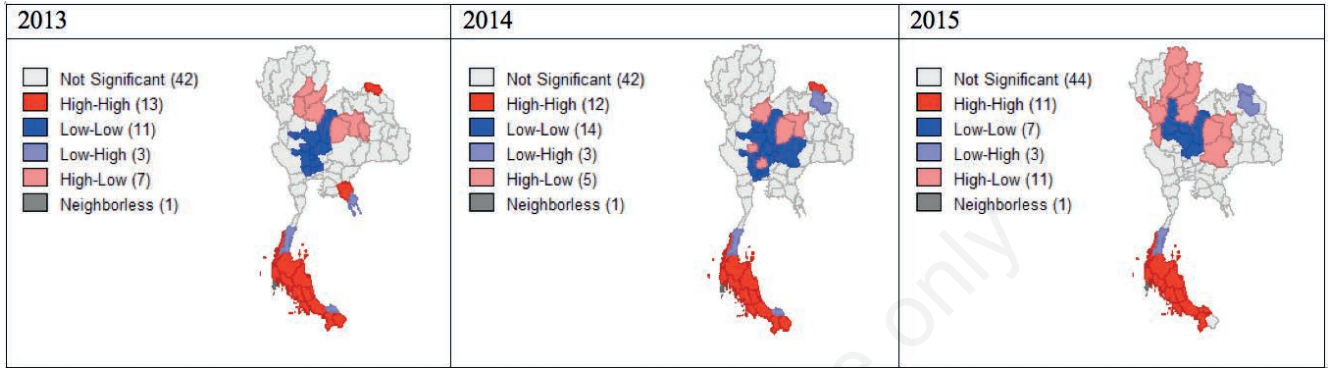 2013
Not Significant (42)
High-High (13)
Low-Low (11)
Low-High (3)
High-Low (7)
Neighborless (1)
2014
Not Significant (42)
High-High (12)
Low-Low (14)
Low-High (3)
High-Low (5)
Neighborless (1)
2015
Not Significant (44)
High-High (11)
Low-Low (7)
Low-High (3)
High-Low (11)
Neighborless (1)
only